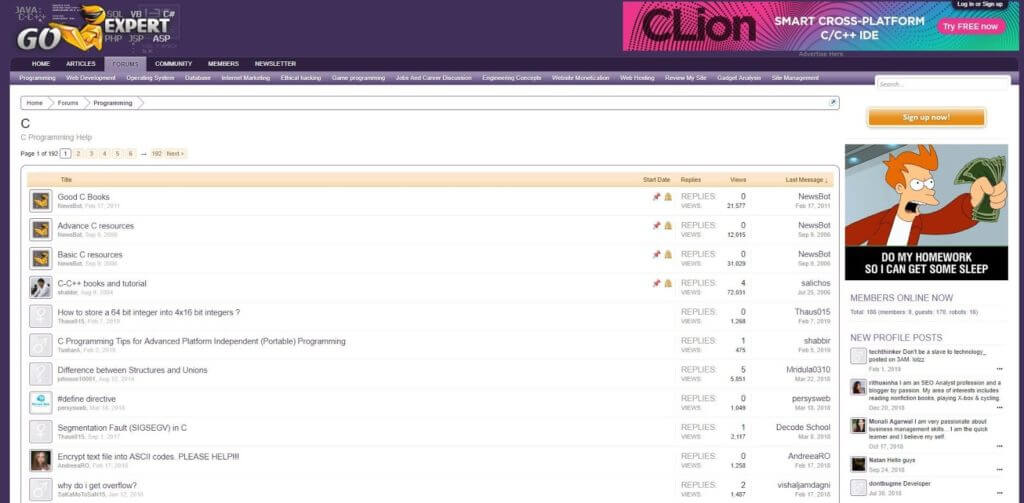 JAVA: SQL VB C#
C-C++
GO EXPERT
PHP JSP ASP
Log in or Sign up
CLion
SMART CROSS-PLATFORM
C/C++ IDE
Try FREE now
Advertise Here
HOME ARTICLES FORUMS COMMUNITY MEMBERS NEWSLETTER
Programming Web Development Operating System Database Internet Marketing Ethical hacking Game programming Jobs And Career Discussion Engineering Concepts Website Monetization Web Hosting Review My Site Gadget Analysis Site Management
Search...
Home Forums Programming
Sign up now!
C
C Programming Help
Page 1 of 192 1 2 3 4 5 6 → 192 Next >
Title Start Date Replies Views Last Message ↓
Good C Books REPLIES: 0 NewsBot
NewsBot, Feb 17, 2011 VIEWS: 21,577 Feb 17, 2011
Advance C resources REPLIES: 0 NewsBot
NewsBot, Sep 9, 2006 VIEWS: 12,015 Sep 9, 2006
Basic C resources REPLIES: 0 NewsBot
NewsBot, Sep 9, 2006 VIEWS: 31,029 Sep 9, 2006
C-C++ books and tutorial REPLIES: 4 salichos
shabbir, Aug 9, 2004 VIEWS: 72,031 Jul 25, 2006
How to store a 64 bit integer into 4x16 bit integers ? REPLIES: 0 Thaus015
Thaus015, Feb 7, 2019 VIEWS: 1,268 Feb 7, 2019
C Programming Tips for Advanced Platform Independent (Portable) Programming REPLIES: 1 shabbir
Feb 2, 2019 VIEWS: 475 Feb 5, 2019
Difference between Structures and Unions REPLIES: 5 Mridula0310
johnson10001, Aug 12, 2014 VIEWS: 5,851 Mar 22, 2018
#define directive REPLIES: 0 persysweb
persysweb, Mar 18, 2018 VIEWS: 1,049 Mar 18, 2018
Segmentation Fault (SIGSEGV) in C REPLIES: 1 Decode School
Thaus015, Sep 1, 2017 VIEWS: 2,117 Mar 8, 2018
Encrypt text file into ASCII codes. PLEASE HELP!!! REPLIES: 0 AndreeaRO
AndreeaRO, Feb 17, 2018 VIEWS: 1,258 Feb 17, 2018
why do i get overflow? REPLIES: 2 vishaljamdagni
SaKaMoToSaN15, Jan 12, 2018 VIEWS: 1,487 Feb 17, 2018
DO MY HOMEWORK
SO I CAN GET SOME SLEEP
MEMBERS ONLINE NOW
Total: 186 (members: 0, guests: 170, robots: 16)
NEW PROFILE POSTS
techthinker Don't be a slave to technology_
posted on 3AM. lolzz
Feb 1, 2019 •••
rithusinha I am an SEO Analyst profession and a
blogger by passion. My area of interests includes
reading nonfiction books, playing X-box & cycling.
Dec 20, 2018 •••
Monali Agarwal I am very passionate about
business management skills... I am the quick
learner and I believe my self.
Oct 17, 2018 •••
Natan Hello guys
Sep 24, 2018 •••
dontbugme Developer
Jul 30, 2018 •••